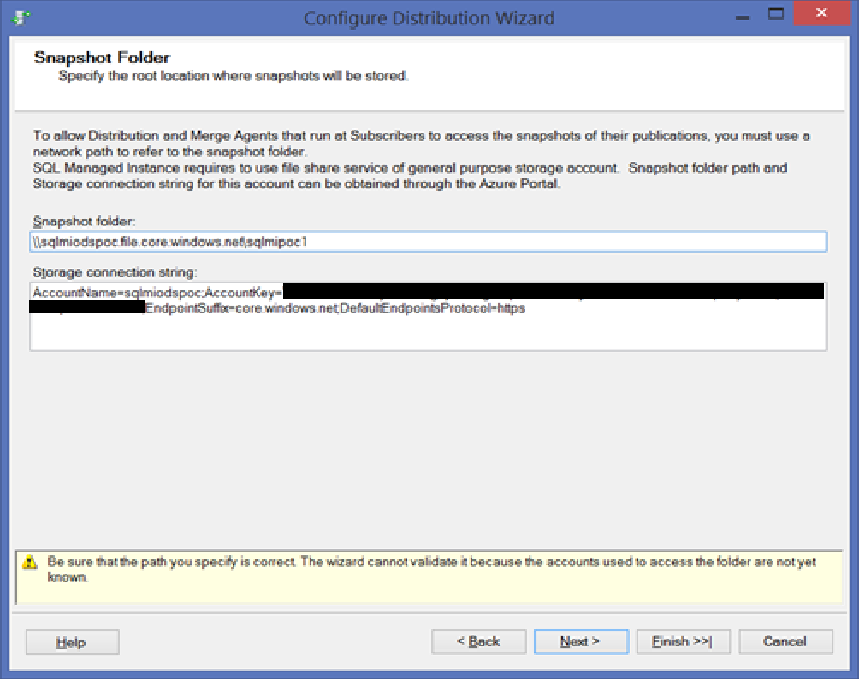 Configure Distribution Wizard
Snapshot Folder
Specify the root location where snapshots will be stored.
To allow Distribution and Merge Agents that run at Subscribers to access the snapshots of their publications, you must use a
network path to refer to the snapshot folder.
SQL Managed Instance requires to use file share service of general purpose storage account.  Snapshot folder path and
Storage connection string for this account can be obtained through the Azure Portal.
Snapshot folder:
\\sqlmiodspoc.file.core.windows.net\sqlmipoc1
Storage connection string:
AccountName=sqlmiodspoc;AccountKey=
EndpointSuffix=core.windows.net;DefaultEndpointsProtocol=https
Be sure that the path you specify is correct. The wizard cannot validate it because the accounts used to access the folder are not yet
known.
Help
< Back
Next >
Finish >>|
Cancel